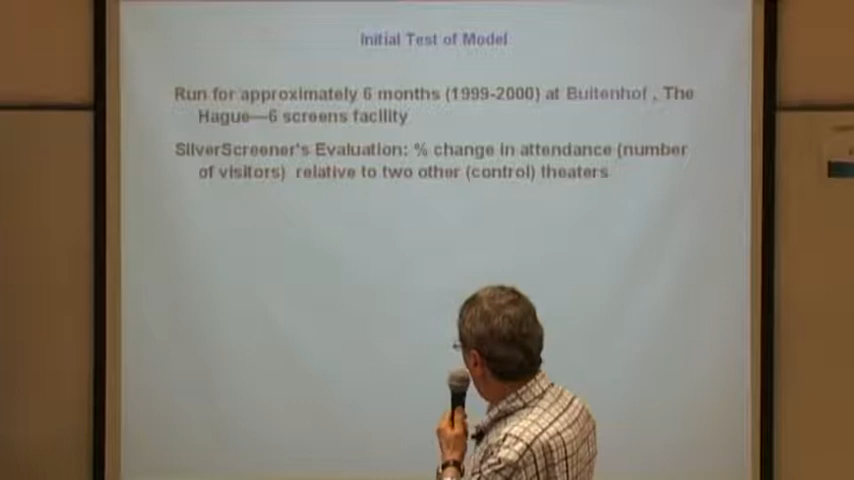 Initial Test of Model
Run for approximately 6 months (1999-2000) at Buitenhof , The
Hague—6 screens facility
SilverScreener's Evaluation: % change in attendance (number
of visitors) relative to two other (control) theaters